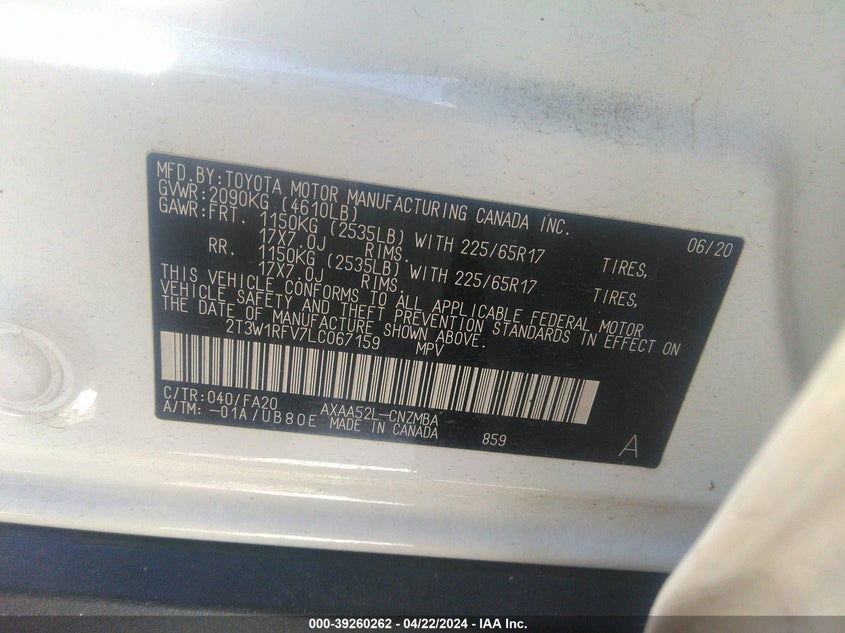 MFD.BY:TOYOTA MOTOR MANUFACTURING CANADA INC. 06/20
GVWR:2090KG (4610LB)
GAWR:FRT. 1150KG (2535LB) WITH 225/65R17 TIRES,
17X7.0J RIMS.
RR. 1150KG (2535LB) WITH 225/65R17 TIRES,
17X7.0J RIMS.
THIS VEHICLE CONFORMS TO ALL APPLICABLE FEDERAL MOTOR
VEHICLE SAFETY AND THEFT PREVENTION STANDARDS IN EFFECT ON
THE DATE OF MANUFACTURE SHOWN ABOVE.
2T3W1RFV7LC067159 MPV
C/TR:040/FA20 AXAA52L-CNZMBA
A/TM:-01A/UB80E MADE IN CANADA 859 A
000-39260262 - 04/22/2024 - IAA Inc.